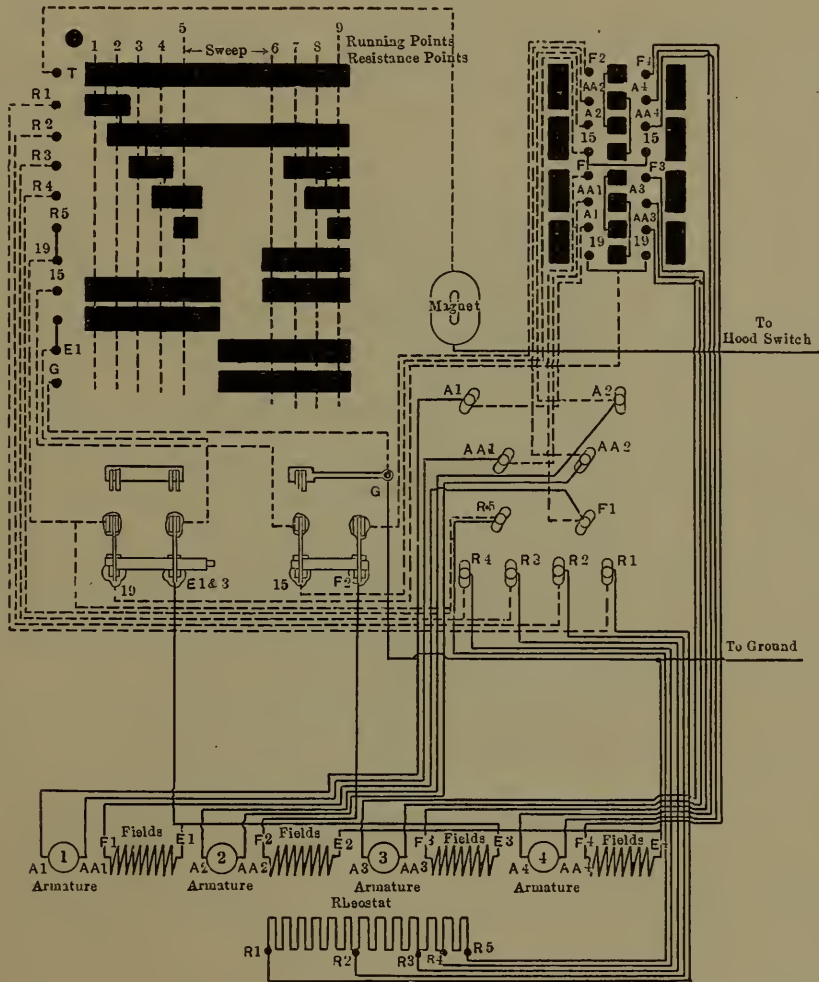 5 9
1 2 3 4 Sweep 6 7 8 Running Points
Resistance Points
T
R1
R2
R3
R4
R5
19
15
E1
G
F2 F4
AA2 A4
A2 AA4
15 15
F F3
AA1 A3
A1 AA3
19 19
Magnet
To
Hood Switch
A1 A2
AA1 AA2
G
R5 F1
R4 R3 R2 R1
19 E1&3 15 F2
To Ground
F1 Fields E1 F2 Fields E2 F3 Fields E3 F4 Fields E4
A1 1 AA1 A2 2 AA2 A3 3 AA3 A4 4 AA4
Armature Armature Armature Armature
Rheostat
R1 R2 R3 R4 R5